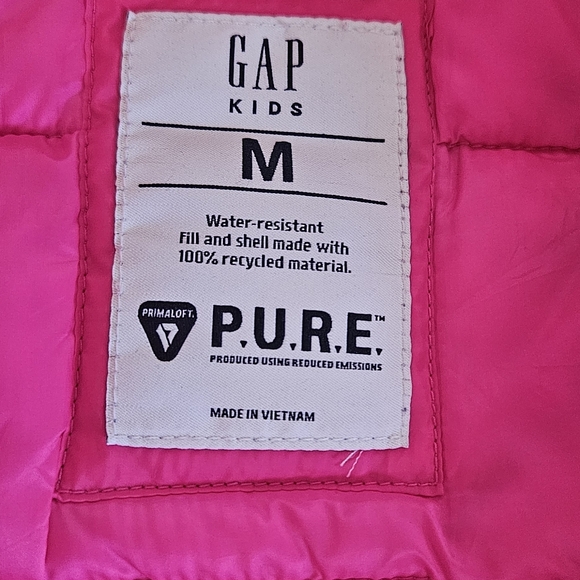 GAP
KIDS
M
Water-resistant
Fill and shell made with
100% recycled material.
PRIMALOFT.
P.U.R.E.™
PRODUCED USING REDUCED EMISSIONS
MADE IN VIETNAM